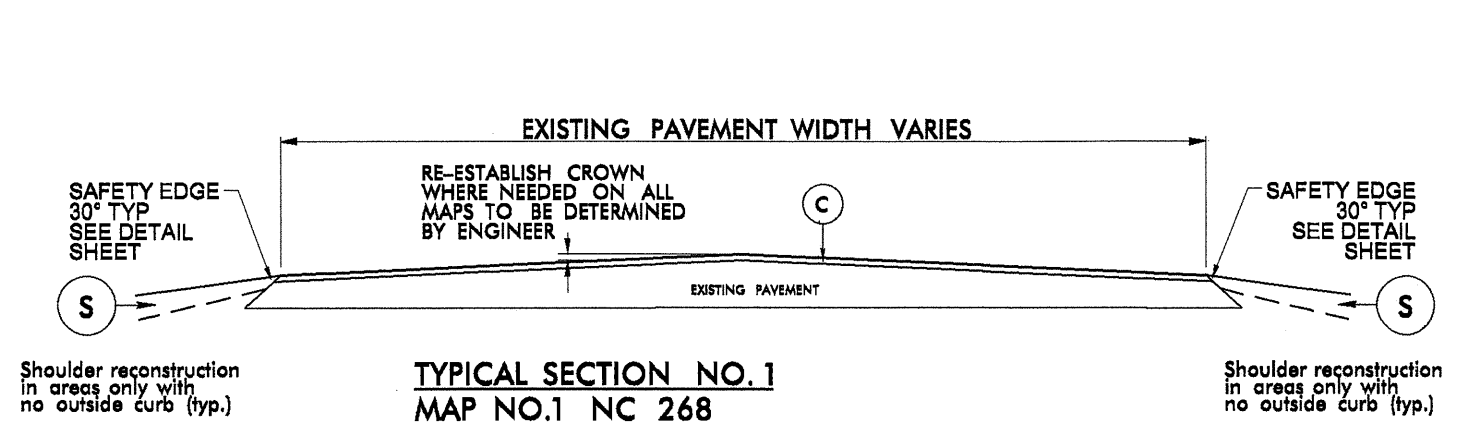 EXISTING PAVEMENT WIDTH VARIES
SAFETY EDGE
30° TYP
SEE DETAIL
SHEET
RE-ESTABLISH CROWN
WHERE NEEDED ON ALL
MAPS TO BE DETERMINED
BY ENGINEER
C
SAFETY EDGE
30° TYP
SEE DETAIL
SHEET
EXISTING PAVEMENT
S
S
Shoulder reconstruction
in areas only with
no outside curb (typ.)
TYPICAL SECTION NO. 1
MAP NO.1 NC 268
Shoulder reconstruction
in areas only with
no outside curb (typ.)